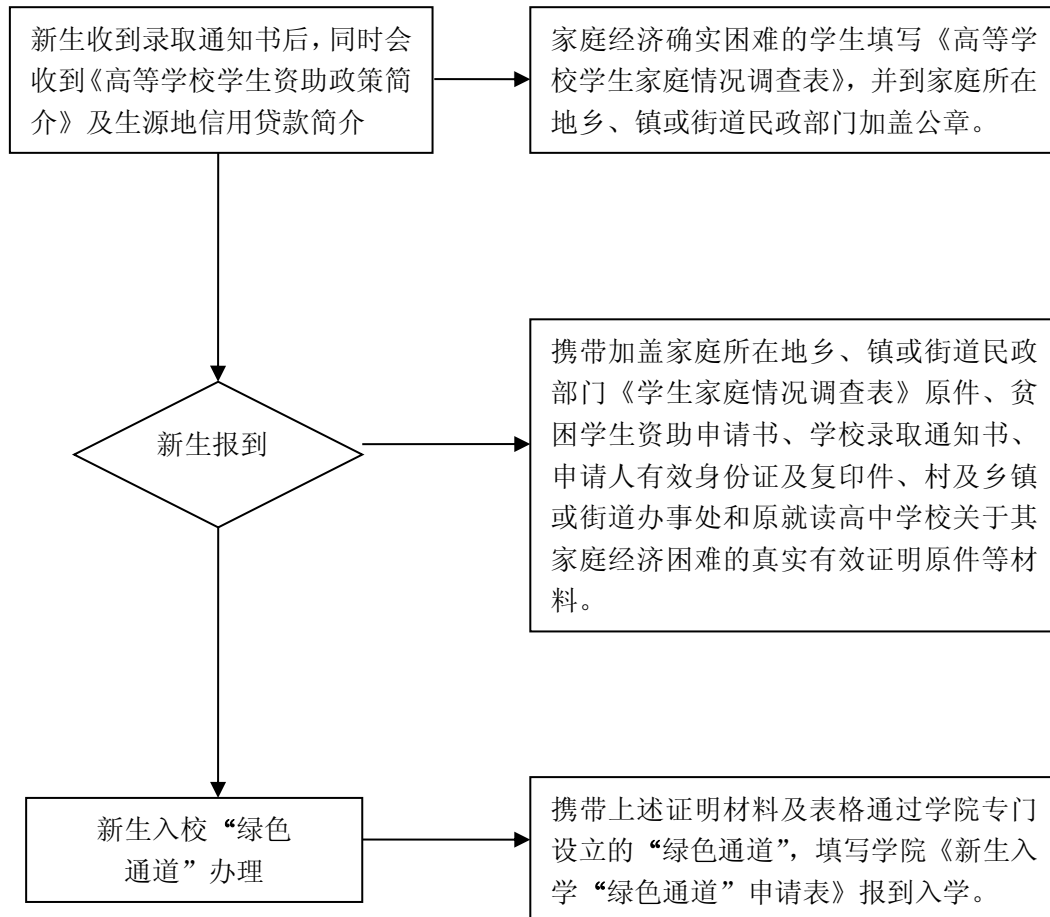 新生收到录取通知书后，同时会
收到《高等学校学生资助政策简
介》及生源地信用贷款简介
家庭经济确实困难的学生填写《高等学
校学生家庭情况调查表》，并到家庭所在
地乡、镇或街道民政部门加盖公章。
新生报到
携带加盖家庭所在地乡、镇或街道民政
部门《学生家庭情况调查表》原件、贫
困学生资助申请书、学校录取通知书、
申请人有效身份证及复印件、村及乡镇
或街道办事处和原就读高中学校关于其
家庭经济困难的真实有效证明原件等材
料。
新生入校“绿色
通道”办理
携带上述证明材料及表格通过学院专门
设立的“绿色通道”，填写学院《新生入
学“绿色通道”申请表》报到入学。